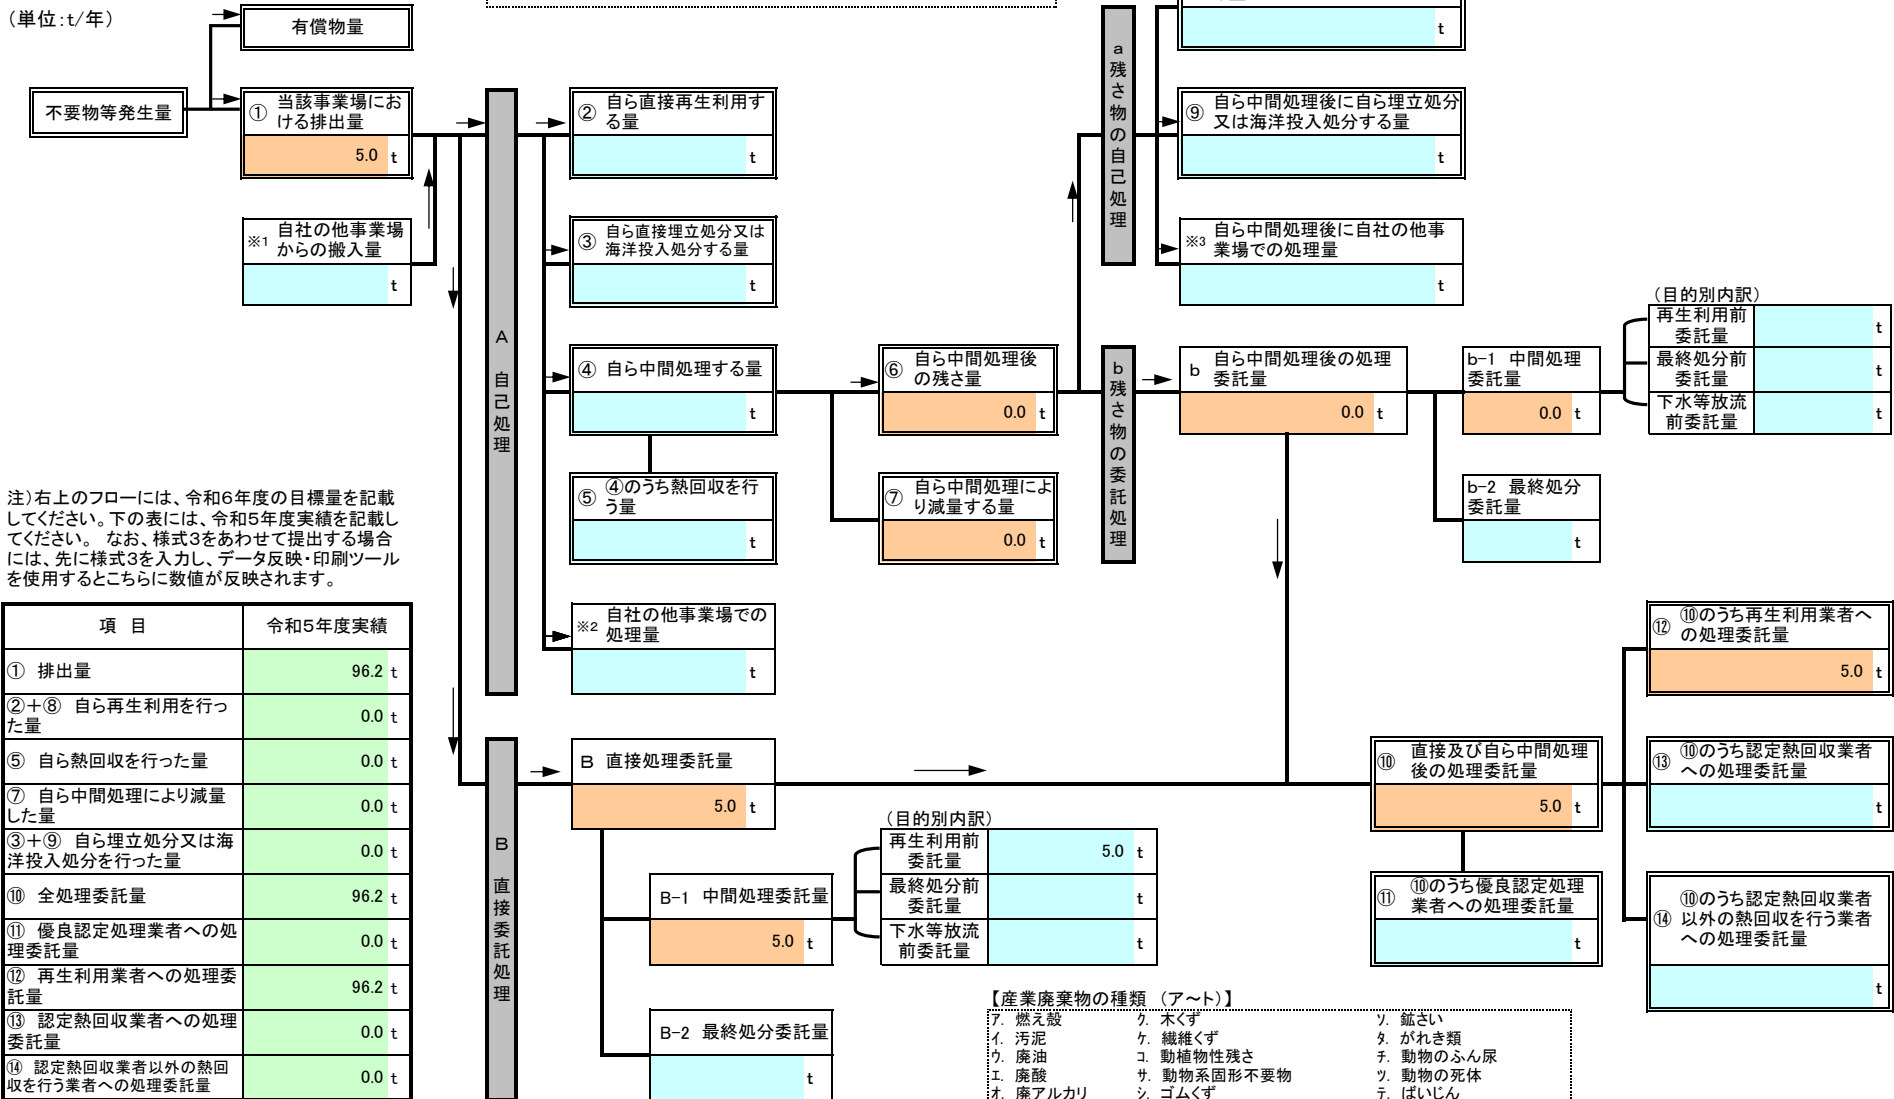 （単位：t/年）
有償物量
不要物等発生量
① 当該事業場における排出量
5.0 t
※1 自社の他事業場からの搬入量
t
A 自己処理
② 自ら直接再生利用する量
t
③ 自ら直接埋立処分又は海洋投入処分する量
t
④ 自ら中間処理する量
t
⑤ ④のうち熱回収を行う量
t
※2 自社の他事業場での処理量
t
⑥ 自ら中間処理後の残さ量
0.0 t
⑦ 自ら中間処理により減量する量
0.0 t
a 残さ物の自己処理
t
⑨ 自ら中間処理後に自ら埋立処分又は海洋投入処分する量
t
※3 自ら中間処理後に自社の他事業場での処理量
t
b 残さ物の委託処理
b 自ら中間処理後の処理委託量
0.0 t
b-1 中間処理委託量
0.0 t
b-2 最終処分委託量
t
（目的別内訳）
再生利用前委託量 t
最終処分前委託量 t
下水等放流前委託量 t
注）右上のフローには、令和６年度の目標量を記載
してください。下の表には、令和５年度実績を記載し
てください。 なお、様式３をあわせて提出する場合
には、先に様式３を入力し、データ反映・印刷ツール
を使用するとこちらに数値が反映されます。
項 目 令和５年度実績
① 排出量 96.2 t
②＋⑧ 自ら再生利用を行った量 0.0 t
⑤ 自ら熱回収を行った量 0.0 t
⑦ 自ら中間処理により減量した量 0.0 t
③＋⑨ 自ら埋立処分又は海洋投入処分を行った量 0.0 t
⑩ 全処理委託量 96.2 t
⑪ 優良認定処理業者への処理委託量 0.0 t
⑫ 再生利用業者への処理委託量 96.2 t
⑬ 認定熱回収業者への処理委託量 0.0 t
⑭ 認定熱回収業者以外の熱回収を行う業者への処理委託量 0.0 t
B 直接委託処理
B 直接処理委託量
5.0 t
B-1 中間処理委託量
5.0 t
B-2 最終処分委託量
t
（目的別内訳）
再生利用前委託量 5.0 t
最終処分前委託量 t
下水等放流前委託量 t
⑩ 直接及び自ら中間処理後の処理委託量
5.0 t
⑪ ⑩のうち優良認定処理業者への処理委託量
t
⑫ ⑩のうち再生利用業者への処理委託量
5.0 t
⑬ ⑩のうち認定熱回収業者への処理委託量
t
⑭ ⑩のうち認定熱回収業者以外の熱回収を行う業者への処理委託量
t
【産業廃棄物の種類 （ア～ト）】
ア. 燃え殻 ク. 木くず ソ. 鉱さい
イ. 汚泥 ケ. 繊維くず タ. がれき類
ウ. 廃油 コ. 動植物性残さ チ. 動物のふん尿
エ. 廃酸 サ. 動物系固形不要物 ツ. 動物の死体
オ. 廃アルカリ シ. ゴムくず テ. ばいじん